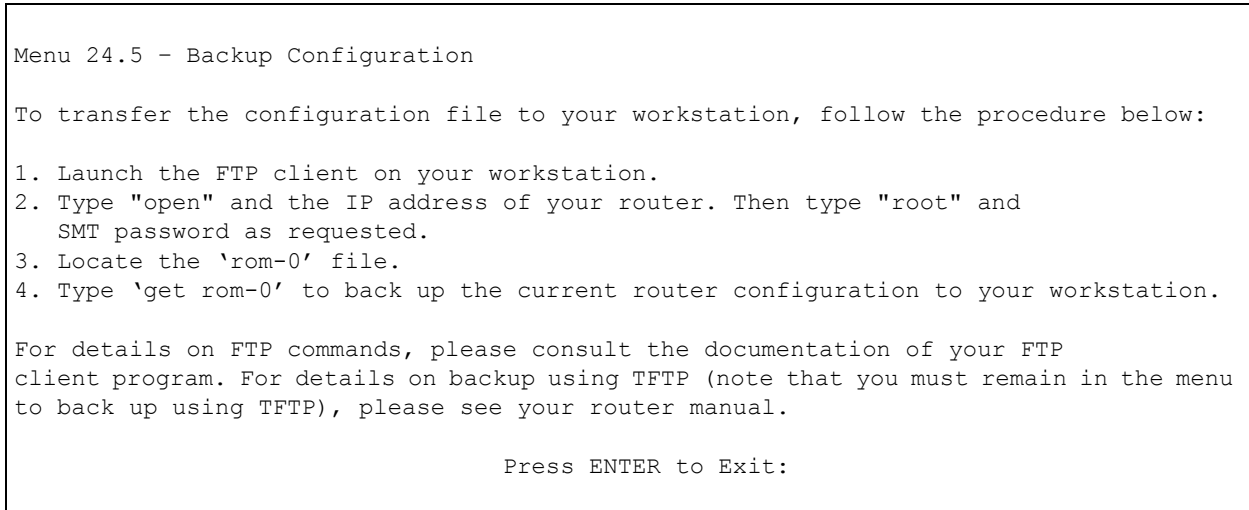 Menu 24.5 – Backup Configuration
To transfer the configuration file to your workstation, follow the procedure below:
1. Launch the FTP client on your workstation.
2. Type "open" and the IP address of your router. Then type "root" and
SMT password as requested.
3. Locate the ‘rom-0’ file.
4. Type ‘get rom-0’ to back up the current router configuration to your workstation.
For details on FTP commands, please consult the documentation of your FTP
client program. For details on backup using TFTP (note that you must remain in the menu
to back up using TFTP), please see your router manual.
Press ENTER to Exit: